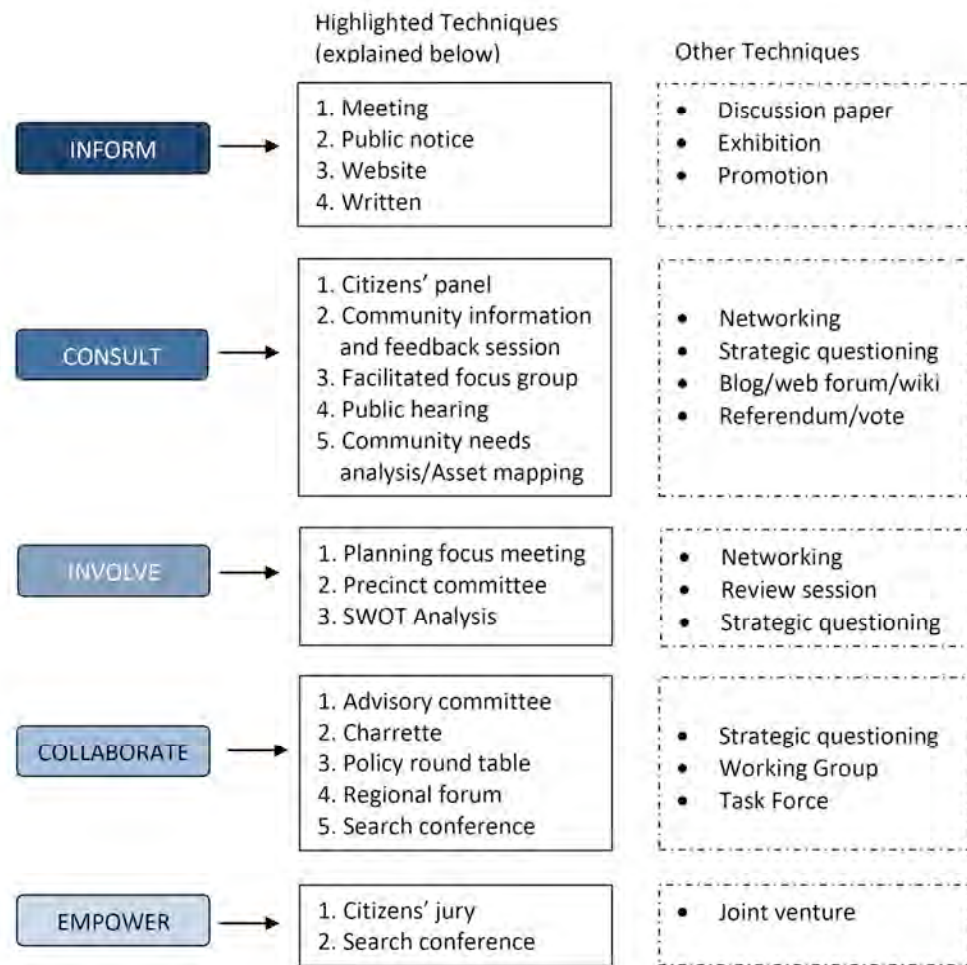 Highlighted Techniques
(explained below)
Other Techniques
INFORM
1. Meeting
2. Public notice
3. Website
4. Written
• Discussion paper
• Exhibition
• Promotion
CONSULT
1. Citizens’ panel
2. Community information
and feedback session
3. Facilitated focus group
4. Public hearing
5. Community needs
analysis/Asset mapping
• Networking
• Strategic questioning
• Blog/web forum/wiki
• Referendum/vote
INVOLVE
1. Planning focus meeting
2. Precinct committee
3. SWOT Analysis
• Networking
• Review session
• Strategic questioning
COLLABORATE
1. Advisory committee
2. Charrette
3. Policy round table
4. Regional forum
5. Search conference
• Strategic questioning
• Working Group
• Task Force
EMPOWER
1. Citizens’ jury
2. Search conference
• Joint venture